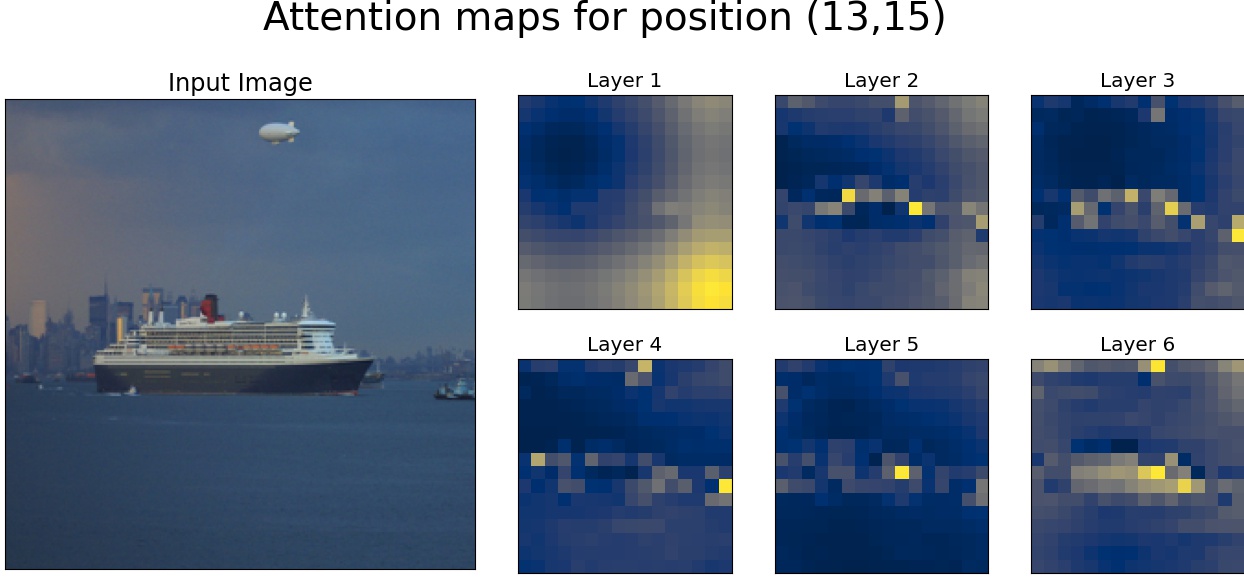 Attention maps for position (13,15)
Input Image
Layer 1
Layer 2
Layer 3
Layer 4
Layer 5
Layer 6